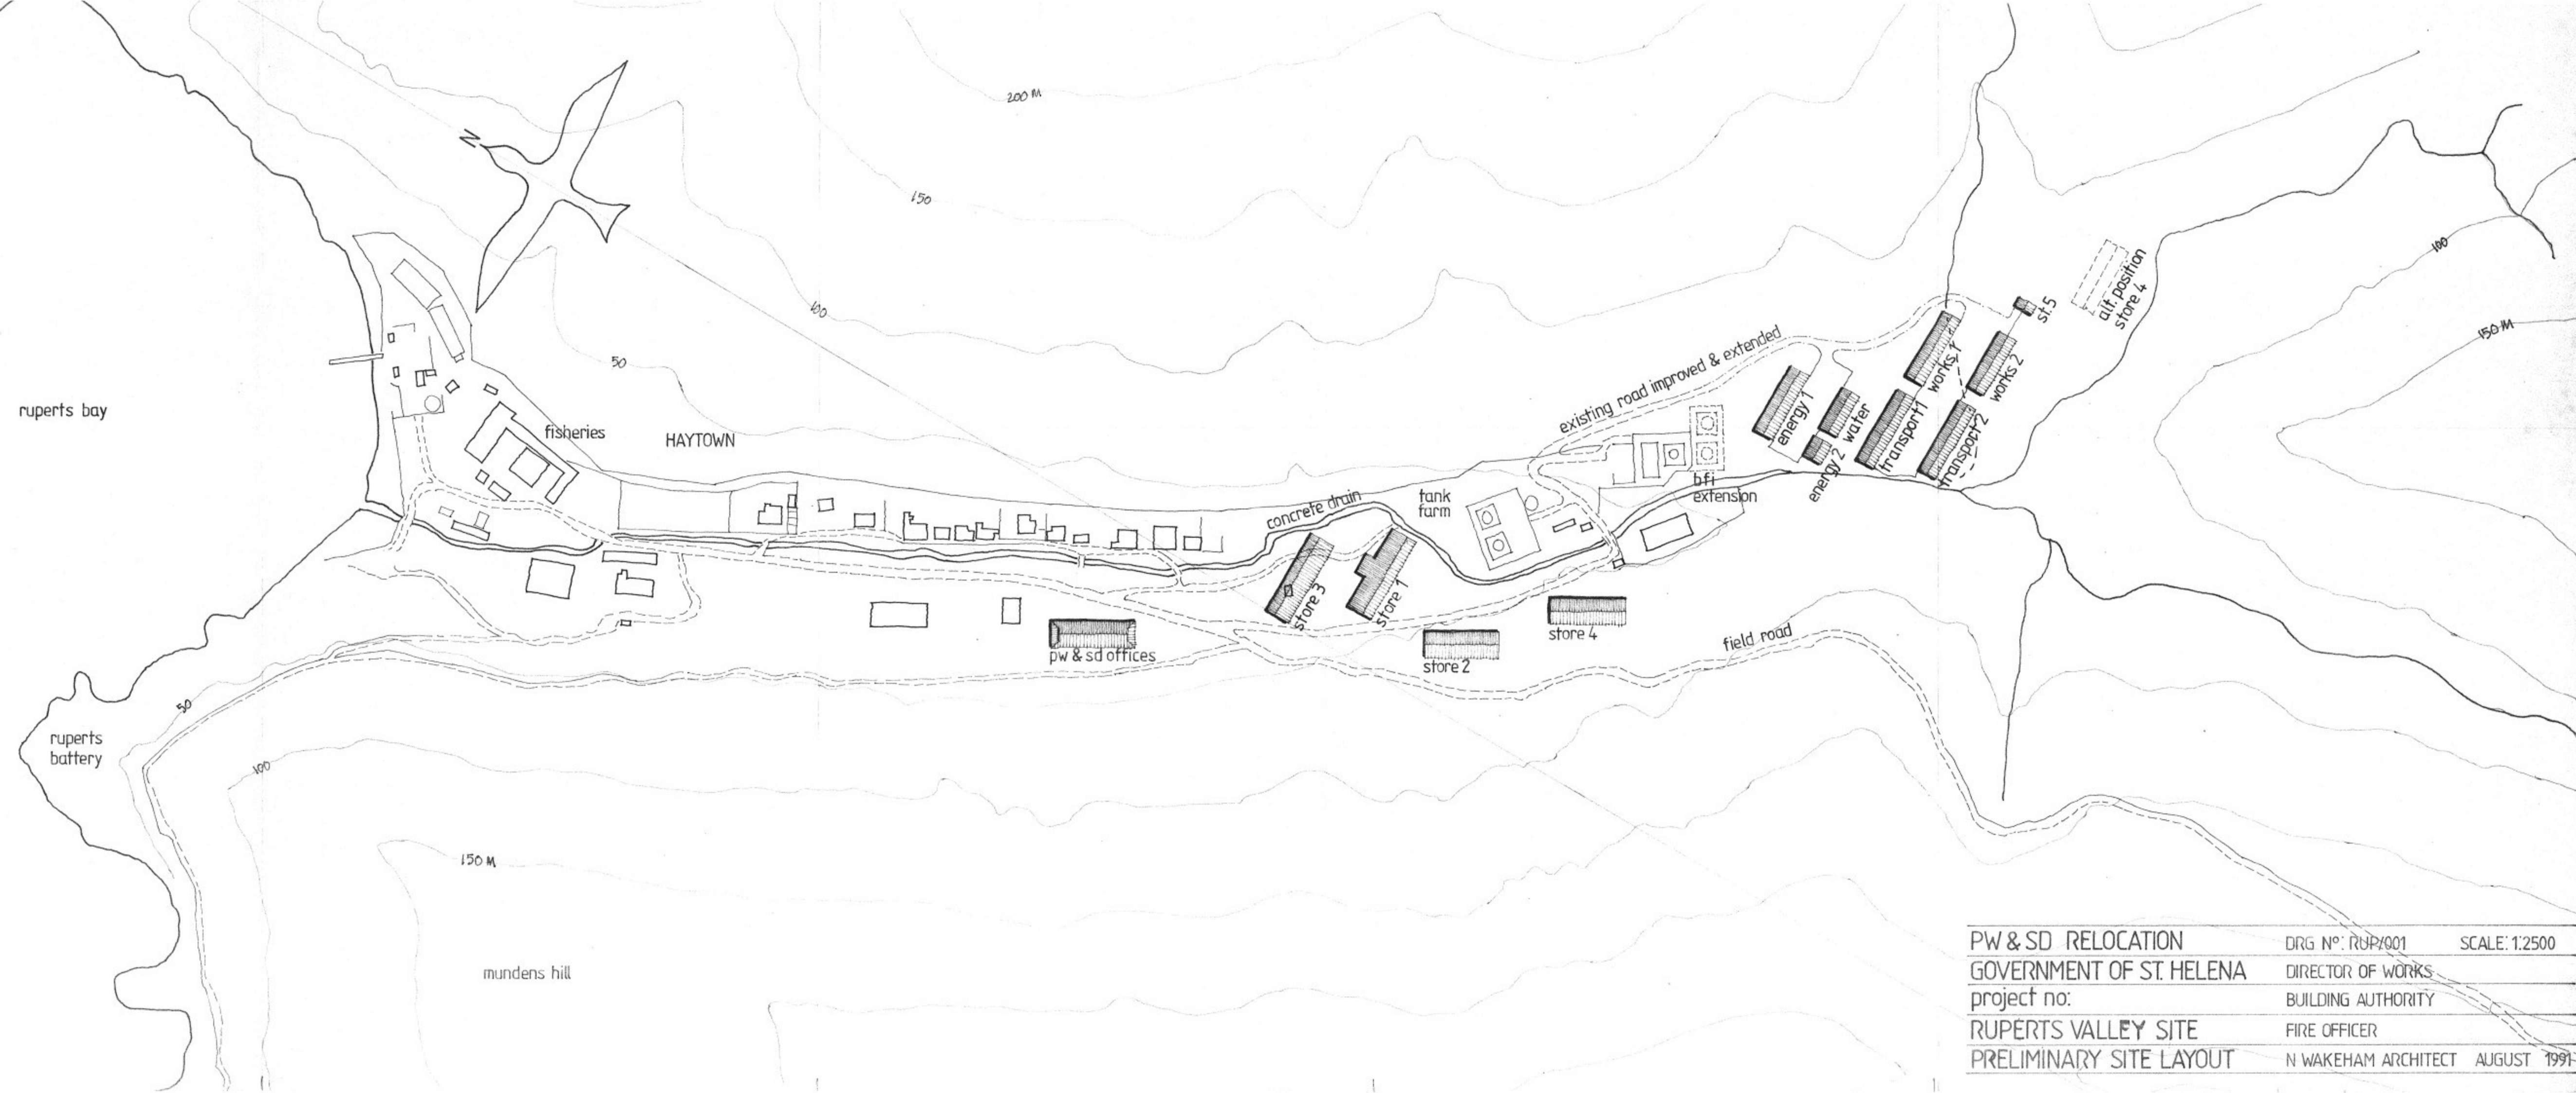 200 M
N
150
100
50
100
150 M
alt. position
store 4
st.5
works 1
works 2
existing road improved & extended
energy 1
water
transport 1
transport 2
energy 2
ruperts bay
fisheries
HAYTOWN
concrete drain
tank
farm
bfi
extension
store 3
store 1
store 4
store 2
pw & sd offices
field road
50
ruperts
battery
100
150 M
mundens hill
PW & SD RELOCATION
DRG Nº: RUP/001 SCALE: 1:2500
GOVERNMENT OF ST. HELENA
DIRECTOR OF WORKS
project no:
BUILDING AUTHORITY
RUPERTS VALLEY SITE
FIRE OFFICER
PRELIMINARY SITE LAYOUT
N WAKEHAM ARCHITECT AUGUST 1991